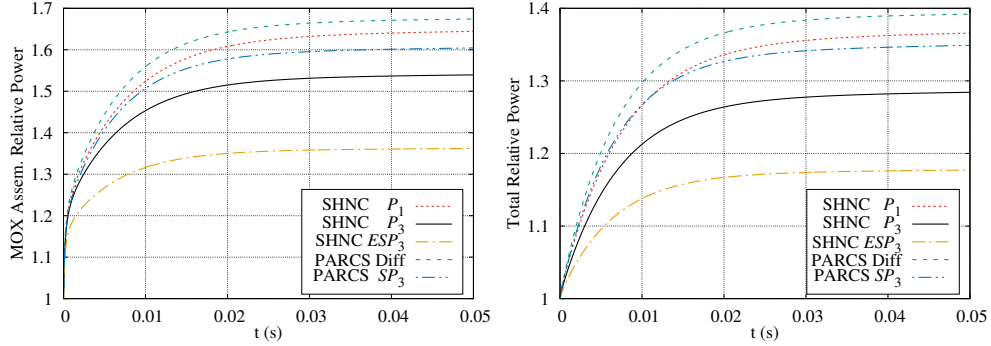 MOX Assem. Relative Power
1.7
1.6
1.5
1.4
1.3
1.2
1.1
1
0
0.01
0.02
0.03
0.04
0.05
t (s)
SHNC P1
SHNC P3
SHNC ESP3
PARCS Diff
PARCS SP3
Total Relative Power
1.4
1.3
1.2
1.1
1
0
0.01
0.02
0.03
0.04
0.05
t (s)
SHNC P1
SHNC P3
SHNC ESP3
PARCS Diff
PARCS SP3